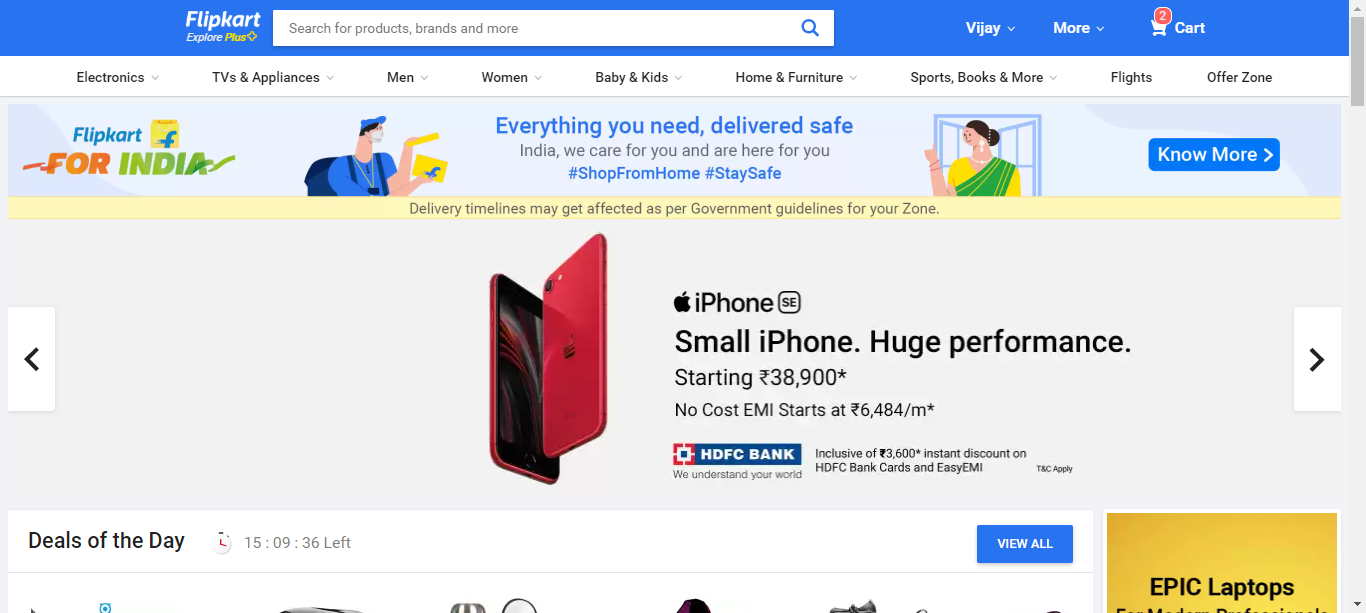 Flipkart
Explore Plus
Search for products, brands and more
Vijay
More
2
Cart
Electronics
TVs & Appliances
Men
Women
Baby & Kids
Home & Furniture
Sports, Books & More
Flights
Offer Zone
Flipkart
FOR INDIA
Everything you need, delivered safe
India, we care for you and are here for you
#ShopFromHome #StaySafe
Know More
Delivery timelines may get affected as per Government guidelines for your Zone.
iPhone SE
Small iPhone. Huge performance.
Starting ₹38,900*
No Cost EMI Starts at ₹6,484/m*
HDFC BANK
We understand your world
Inclusive of ₹3,600* instant discount on
HDFC Bank Cards and EasyEMI
T&C Apply
Deals of the Day
15 : 09 : 36 Left
VIEW ALL
EPIC Laptops
For Modern Professionals